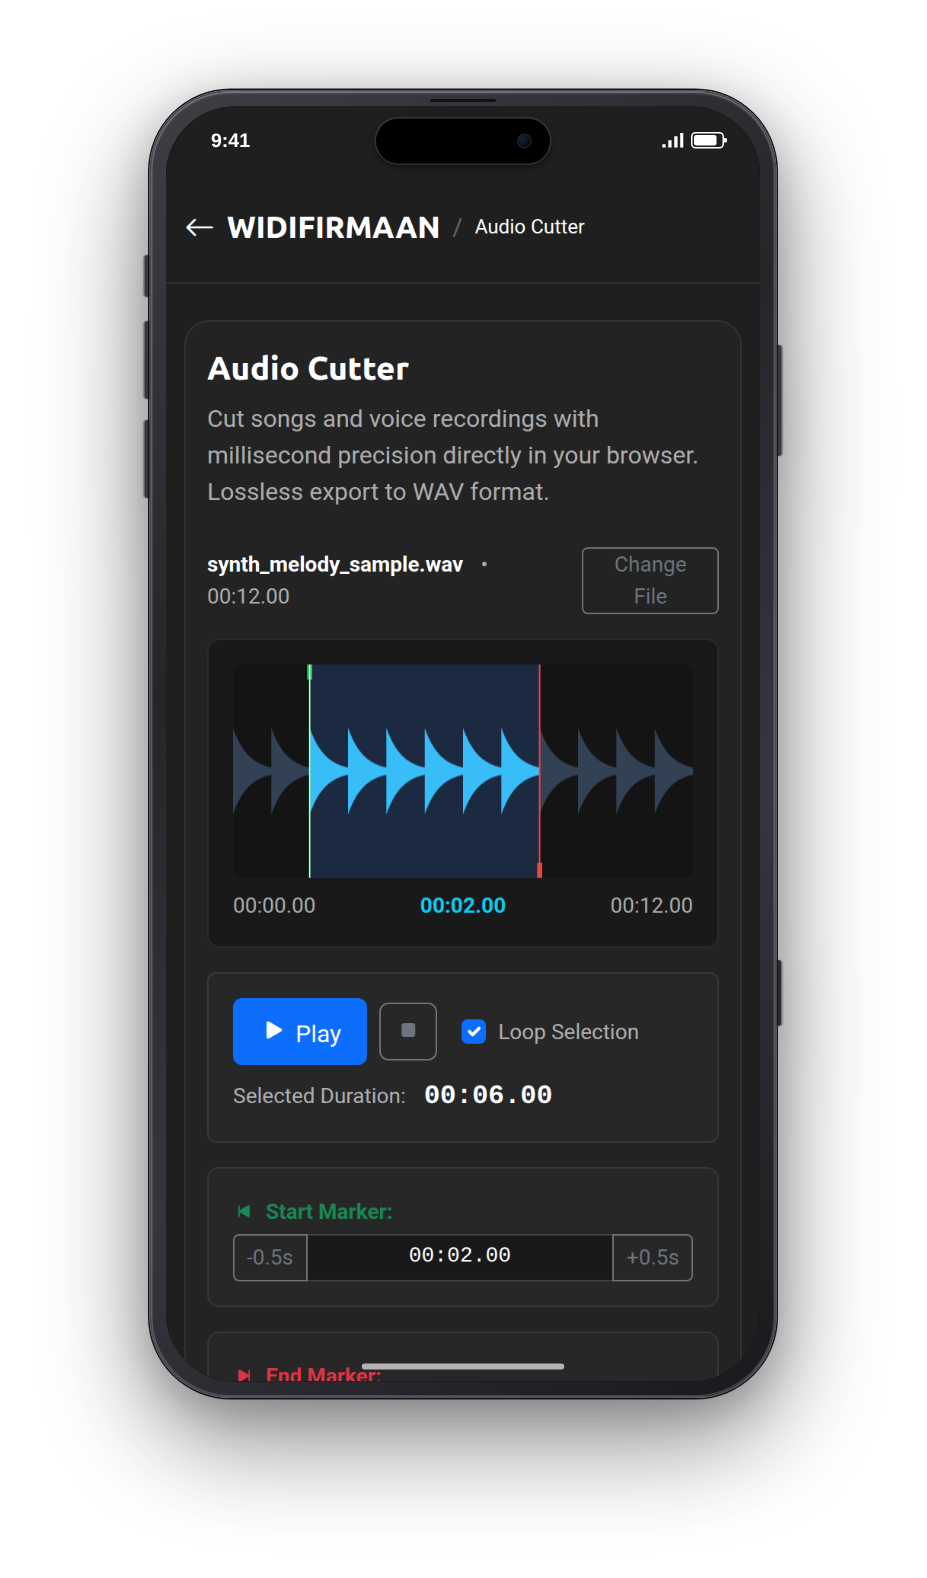 9:41
WIDIFIRMAAN / Audio Cutter
Audio Cutter
Cut songs and voice recordings with
millisecond precision directly in your browser.
Lossless export to WAV format.
synth_melody_sample.wav •
00:12.00
Change
File
00:00.00 00:02.00 00:12.00
Play Loop Selection
Selected Duration: 00:06.00
Start Marker:
-0.5s 00:02.00 +0.5s
End Marker: